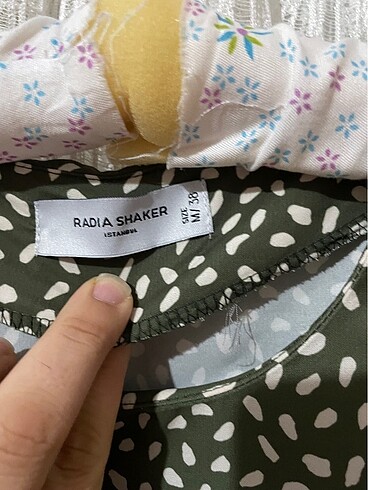 RADIA SHAKER
ISTANBUL
SIZE
M/ 38